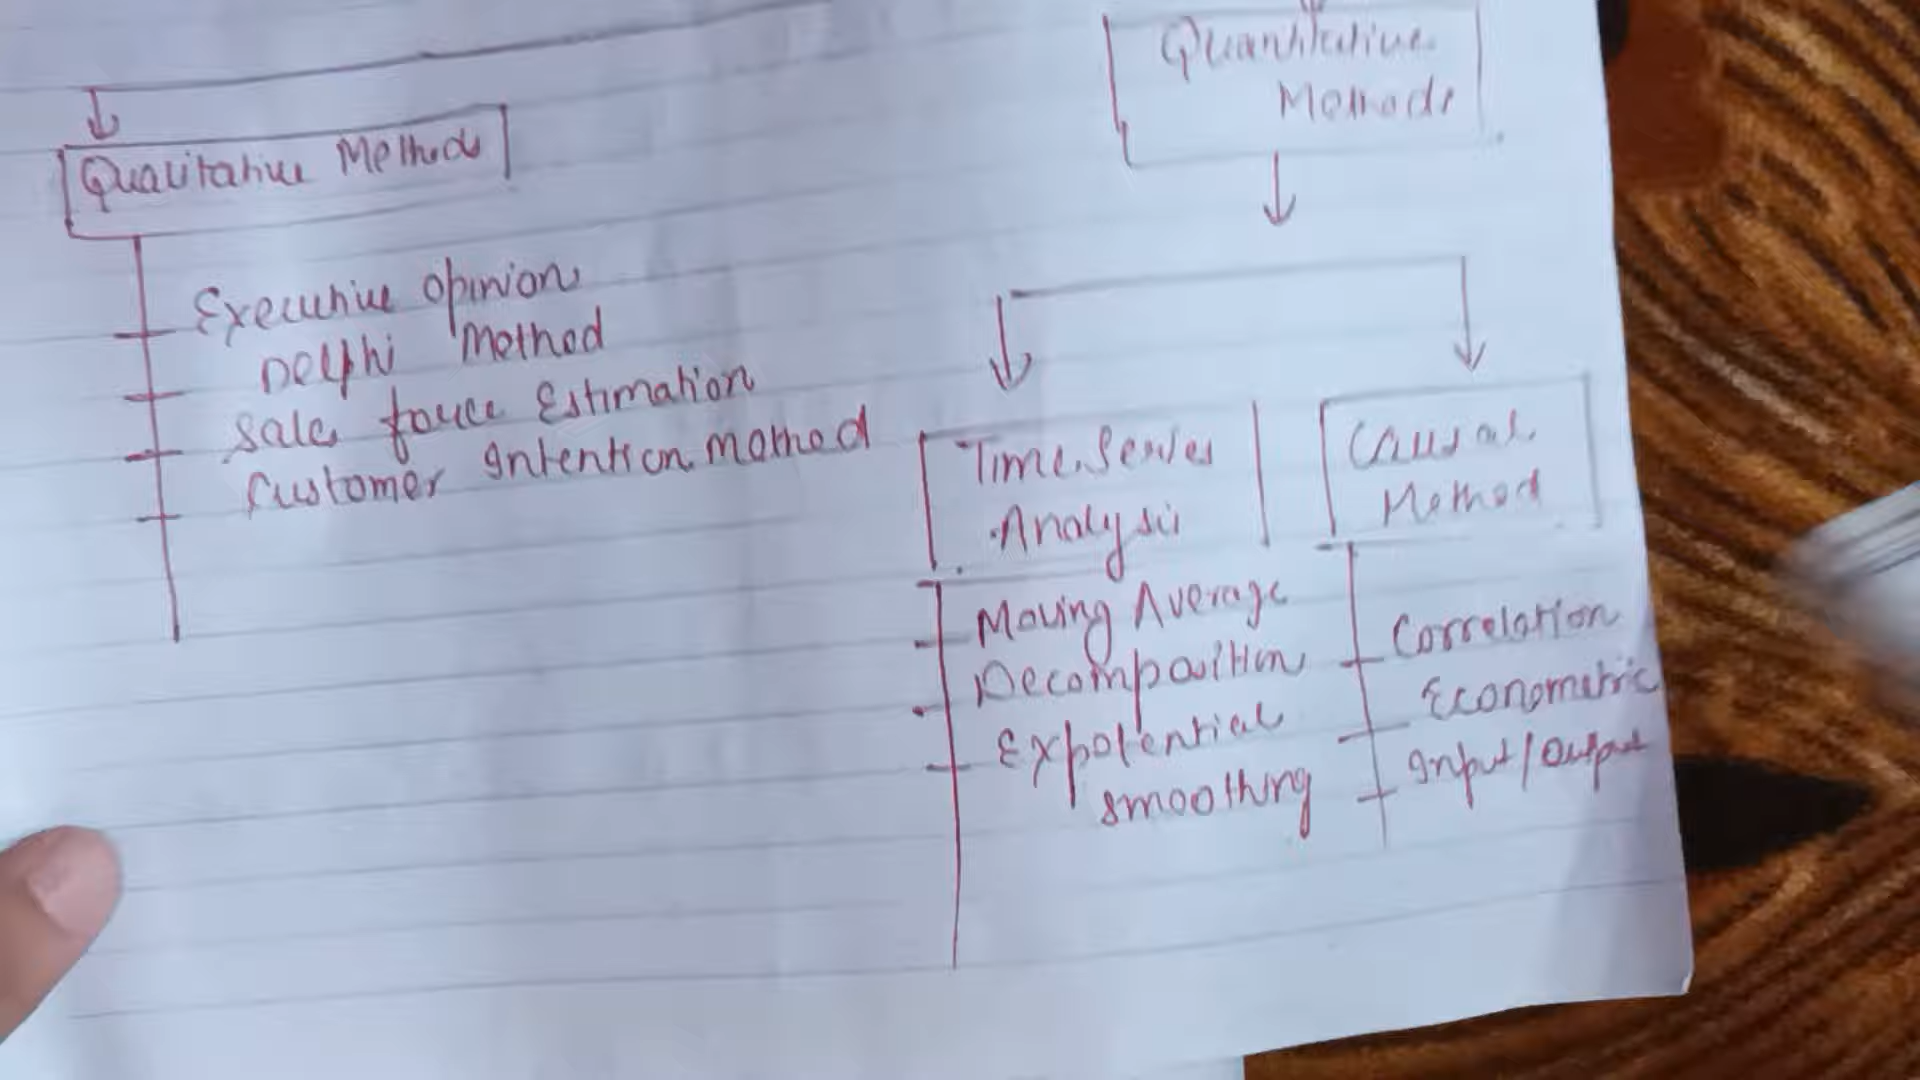 Quantitative
Methods
Qualitative Methods
Executive opinion
Delphi Method
Sales force Estimation
Customer Intention Method
Time Series
Analysis
Moving Average
Decomposition
Expotential
smoothing
Causal
Method
Correlation
Econometric
Input/Output